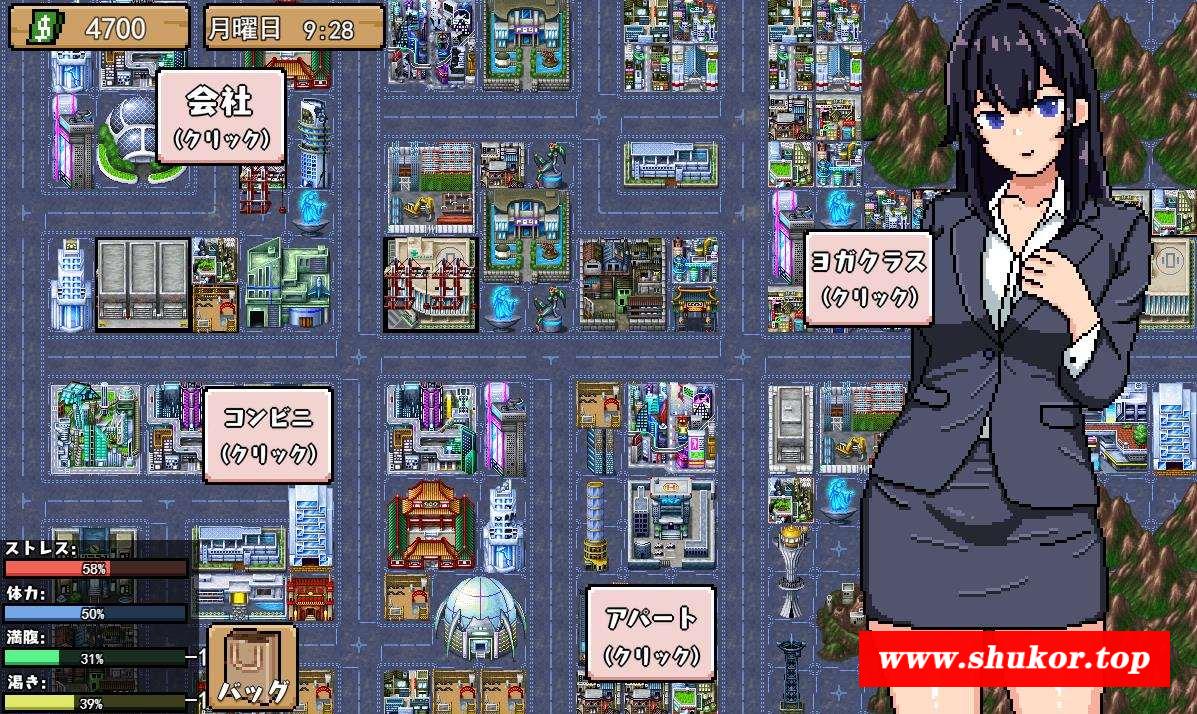 4700
月曜日 9:28
会社
(クリック)
ヨガクラス
(クリック)
コンビニ
(クリック)
ストレス:
58%
体力:
50%
満腹:
31%
渇き:
39%
バッグ
アパート
(クリック)
www.shukor.top